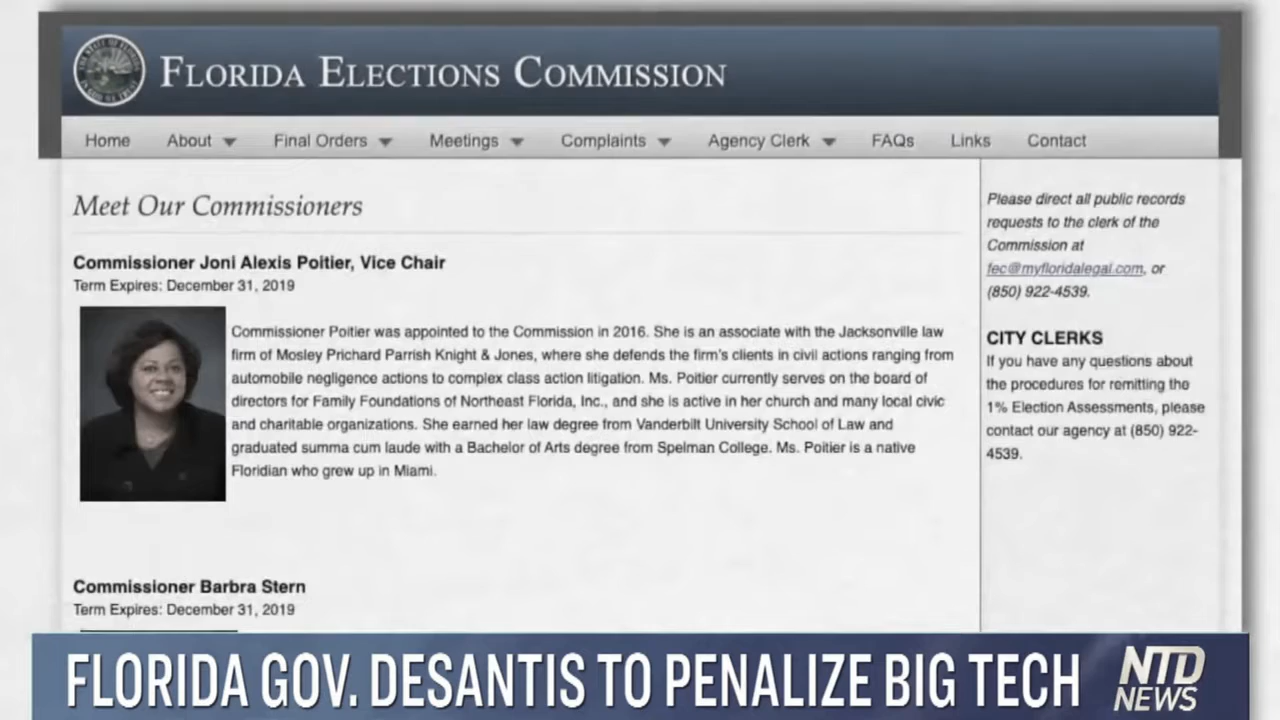 FLORIDA ELECTIONS COMMISSION
Home About Final Orders Meetings Complaints Agency Clerk FAQs Links Contact
Meet Our Commissioners
Commissioner Joni Alexis Poitier, Vice Chair
Term Expires: December 31, 2019
Commissioner Poitier was appointed to the Commission in 2016. She is an associate with the Jacksonville law
firm of Mosley Prichard Parrish Knight & Jones, where she defends the firm's clients in civil actions ranging from
automobile negligence actions to complex class action litigation. Ms. Poitier currently serves on the board of
directors for Family Foundations of Northeast Florida, Inc., and she is active in her church and many local civic
and charitable organizations. She earned her law degree from Vanderbilt University School of Law and
graduated summa cum laude with a Bachelor of Arts degree from Spelman College. Ms. Poitier is a native
Floridian who grew up in Miami.
Commissioner Barbra Stern
Term Expires: December 31, 2019
Please direct all public records
requests to the clerk of the
Commission at
fec@myfloridalegal.com, or
(850) 922-4539.
CITY CLERKS
If you have any questions about
the procedures for remitting the
1% Election Assessments, please
contact our agency at (850) 922-
4539.
FLORIDA GOV. DESANTIS TO PENALIZE BIG TECH
NTD
NEWS